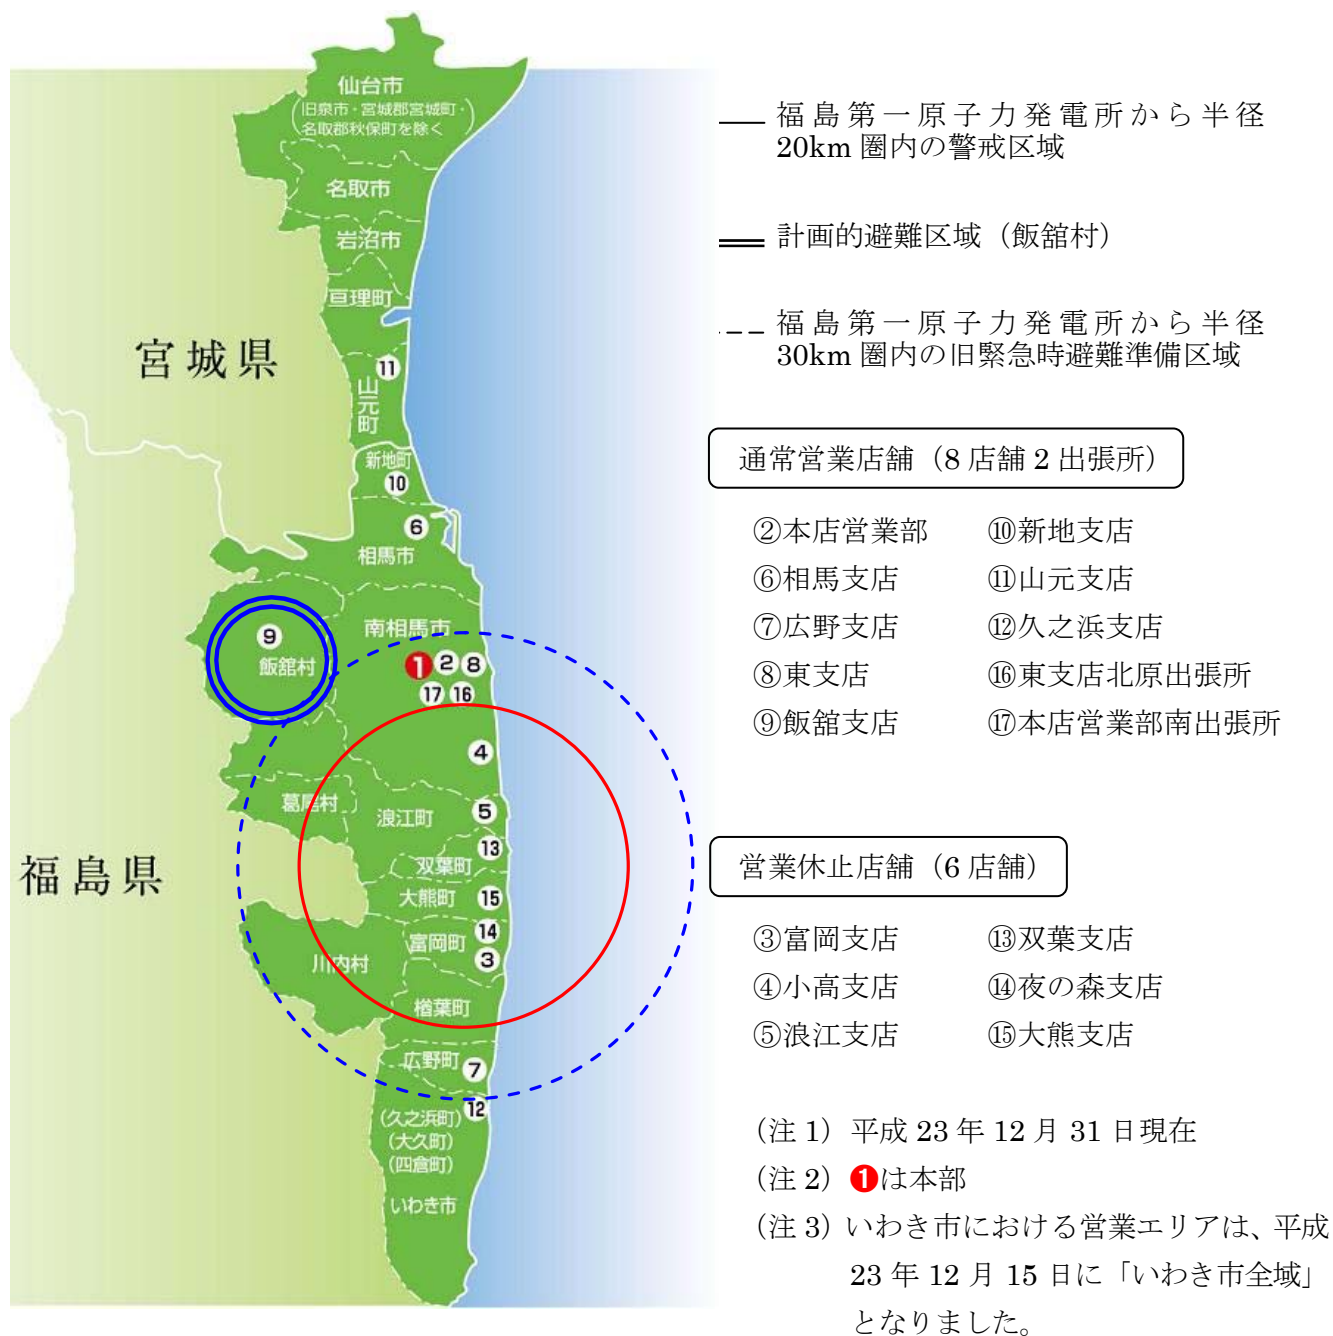 仙台市
(旧泉市・宮城郡宮城町・
名取郡秋保町を除く)
名取市
岩沼市
亘理町
宮城県
⑪
山元町
新地町
⑩
⑥
相馬市
南相馬市
⑨
飯舘村
❶②⑧
⑰⑯
④
葛尾村
浪江町
⑤
⑬
双葉町
福島県
大熊町
⑮
⑭
富岡町
③
川内村
楢葉町
広野町
⑦
⑫
(久之浜町)
(大久町)
(四倉町)
いわき市
福島第一原子力発電所から半径
20km 圏内の警戒区域
計画的避難区域（飯舘村）
福島第一原子力発電所から半径
30km 圏内の旧緊急時避難準備区域
通常営業店舗（8 店舗 2 出張所）
②本店営業部 ⑩新地支店
⑥相馬支店 ⑪山元支店
⑦広野支店 ⑫久之浜支店
⑧東支店 ⑯東支店北原出張所
⑨飯舘支店 ⑰本店営業部南出張所
営業休止店舗（6 店舗）
③富岡支店 ⑬双葉支店
④小高支店 ⑭夜の森支店
⑤浪江支店 ⑮大熊支店
（注 1）平成 23 年 12 月 31 日現在
（注 2）❶は本部
（注 3）いわき市における営業エリアは、平成
23 年 12 月 15 日に「いわき市全域」
となりました。